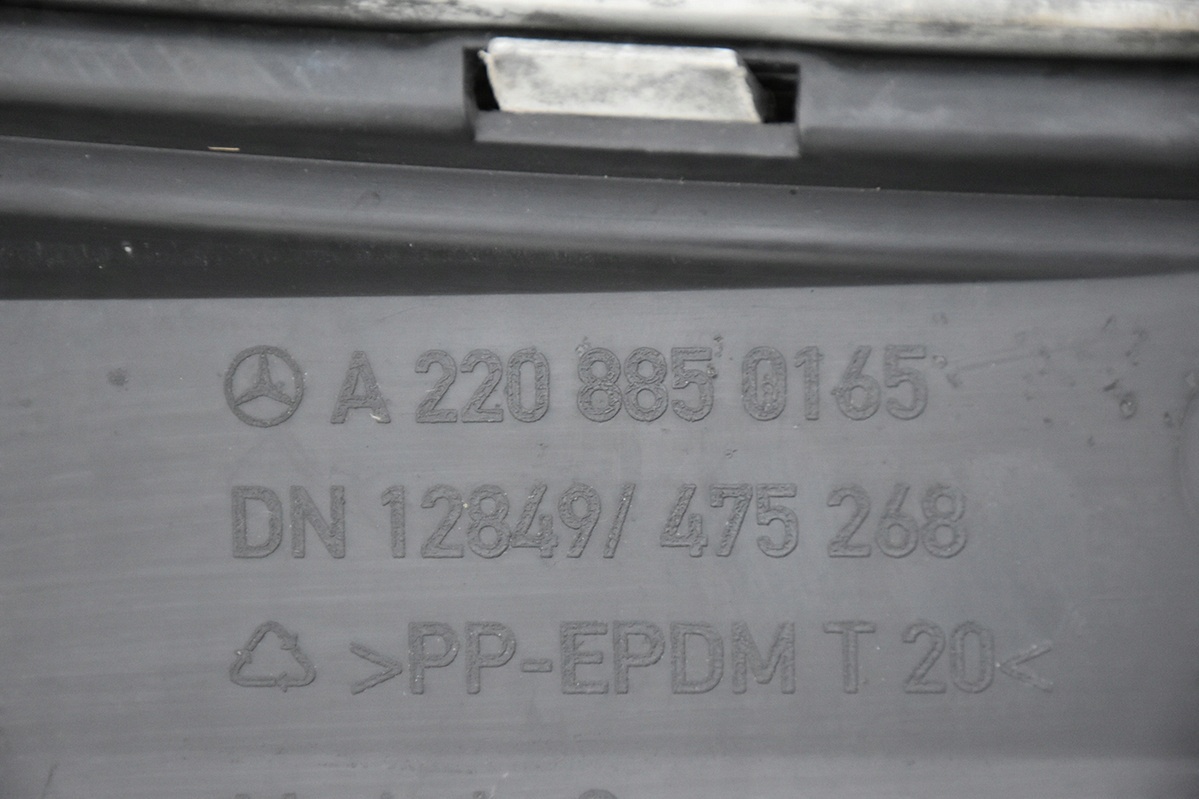 A 220 885 0165
DN 12849/ 475 268
>PP-EPDM T 20<